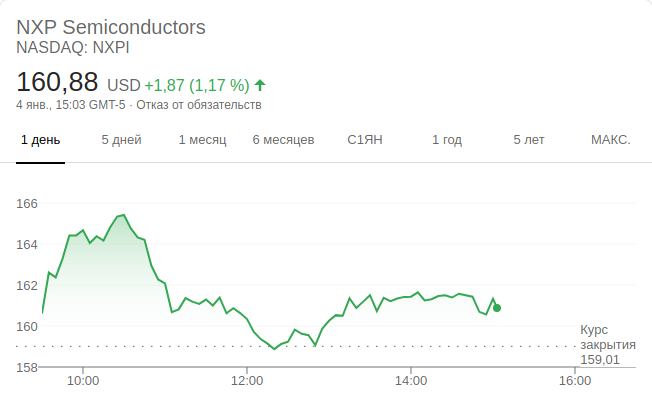 NXP Semiconductors
NASDAQ: NXPI
160,88 USD +1,87 (1,17 %)
4 янв., 15:03 GMT-5 · Отказ от обязательств
1 день 5 дней 1 месяц 6 месяцев С1ЯН 1 год 5 лет МАКС.
166
164
162
160
158
Курс
закрытия
159,01
10:00 12:00 14:00 16:00